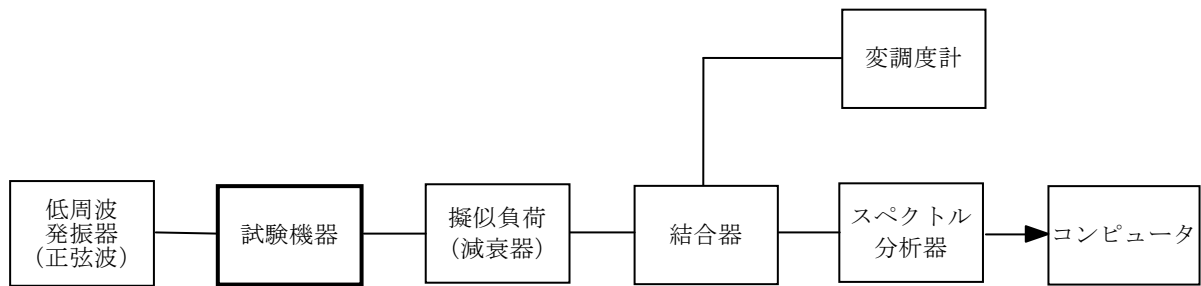 変調度計
低周波
発振器
(正弦波)
試験機器
擬似負荷
(減衰器)
結合器
スペクトル
分析器
コンピュータ